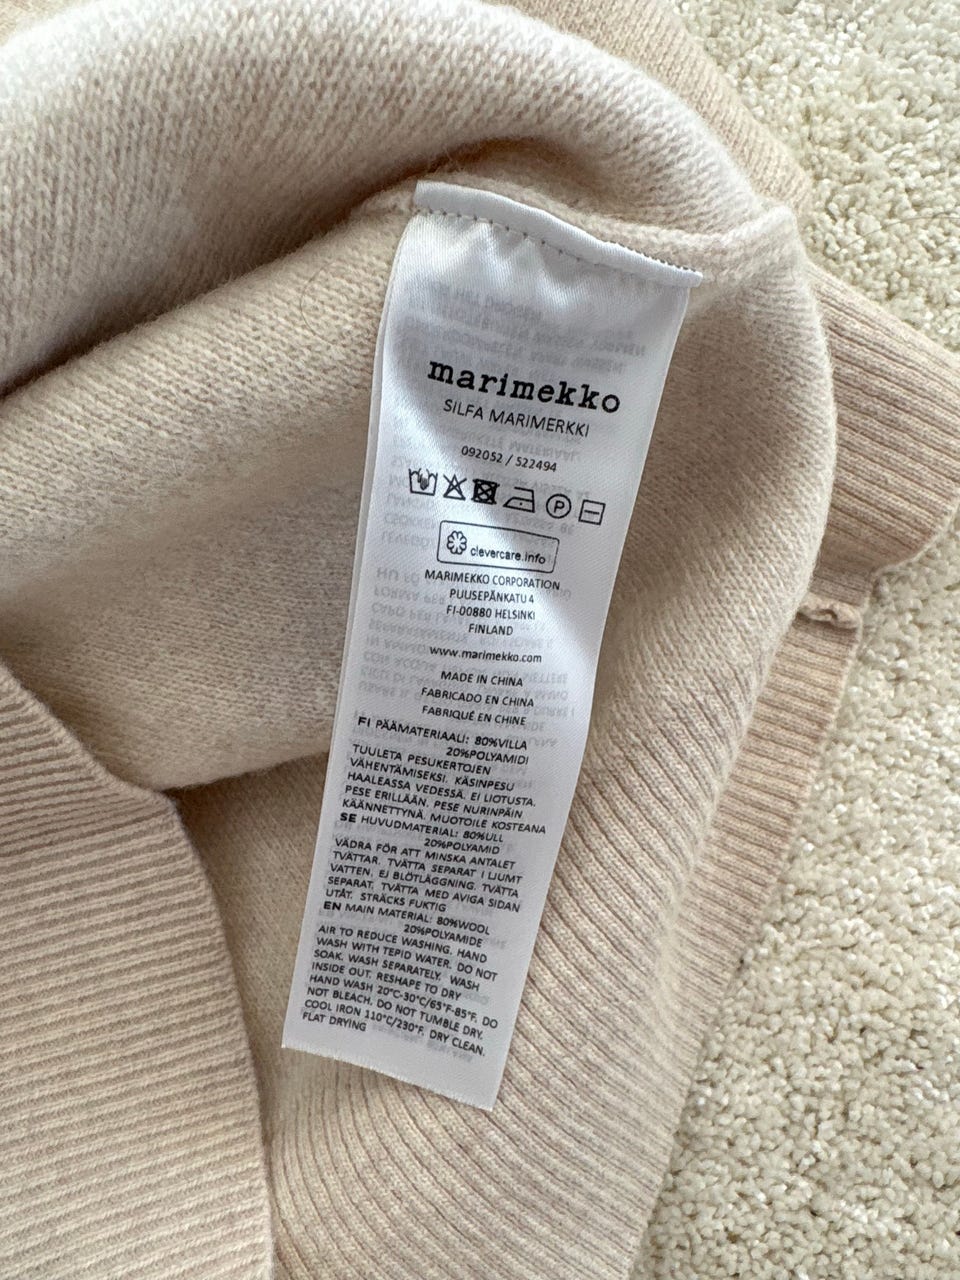 marimekko
SILFA MARIMERKKI
092052 / 522494
P
clevercare.info
MARIMEKKO CORPORATION
PUUSEPÄNKATU 4
FI-00880 HELSINKI
FINLAND
www.marimekko.com
MADE IN CHINA
FABRICADO EN CHINA
FABRIQUÉ EN CHINE
FI PÄÄMATERIAALI: 80%VILLA
20%POLYAMIDI
TUULETA PESUKERTOJEN
VÄHENTÄMISEKSI. KÄSINPESU
HAALEASSA VEDESSÄ. EI LIOTUSTA.
PESE ERILLÄÄN. PESE NURINPÄIN
KÄÄNNETTYNÄ. MUOTOILE KOSTEANA
SE HUVUDMATERIAL: 80%ULL
20%POLYAMID
VÄDRA FÖR ATT MINSKA ANTALET
TVÄTTAR. TVÄTTA SEPARAT I LJUMT
VATTEN, EJ BLÖTLÄGGNING. TVÄTTA
SEPARAT. TVÄTTA MED AVIGA SIDAN
UTÅT. STRÄCKS FUKTIG
EN MAIN MATERIAL: 80%WOOL
20%POLYAMIDE
AIR TO REDUCE WASHING. HAND
WASH WITH TEPID WATER. DO NOT
SOAK. WASH SEPARATELY. WASH
INSIDE OUT. RESHAPE TO DRY
HAND WASH 20°C-30°C/65°F-85°F. DO
NOT BLEACH. DO NOT TUMBLE DRY.
COOL IRON 110°C/230°F. DRY CLEAN.
FLAT DRYING